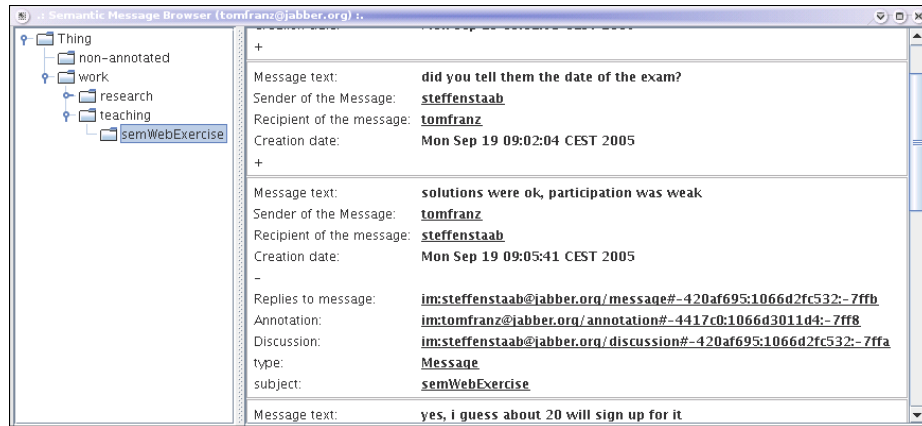 .: Semantic Message Browser (tomfranz@jabber.org) :.
Thing
non-annotated
work
research
teaching
semWebExercise
+
Message text: did you tell them the date of the exam?
Sender of the Message: steffenstaab
Recipient of the message: tomfranz
Creation date: Mon Sep 19 09:02:04 CEST 2005
+
Message text: solutions were ok, participation was weak
Sender of the Message: tomfranz
Recipient of the message: steffenstaab
Creation date: Mon Sep 19 09:05:41 CEST 2005
-
Replies to message: im:steffenstaab@jabber.org/message#-420af695:1066d2fc532:-7ffb
Annotation: im:tomfranz@jabber.org/annotation#-4417c0:1066d3011d4:-7ff8
Discussion: im:steffenstaab@jabber.org/discussion#-420af695:1066d2fc532:-7ffa
type: Message
subject: semWebExercise
Message text: yes, i guess about 20 will sign up for it